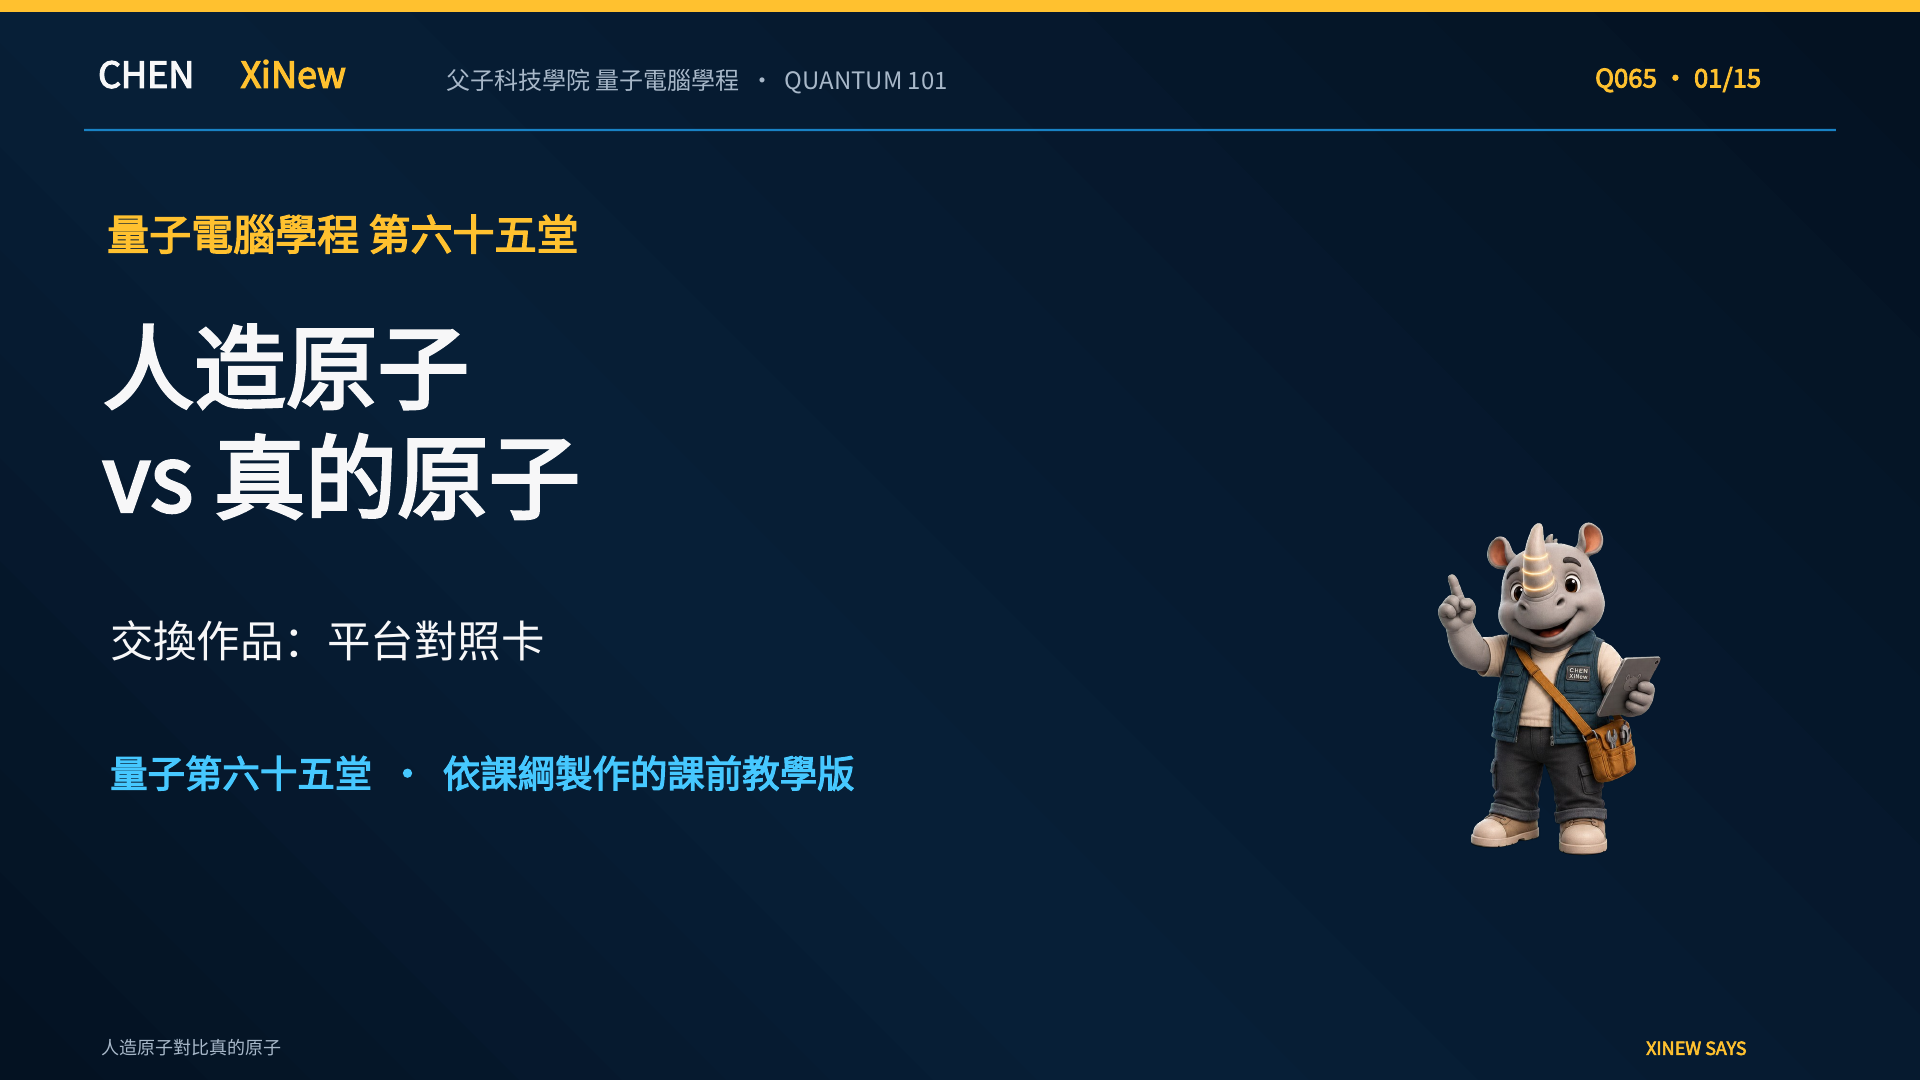 CHEN XiNew 父子科技學院 量子電腦學程 · QUANTUM 101 Q065 · 01/15
量子電腦學程 第六十五堂
人造原子
vs 真的原子
交換作品：平台對照卡
CHEN
XiNew
量子第六十五堂 · 依課綱製作的課前教學版
人造原子對比真的原子 XINEW SAYS